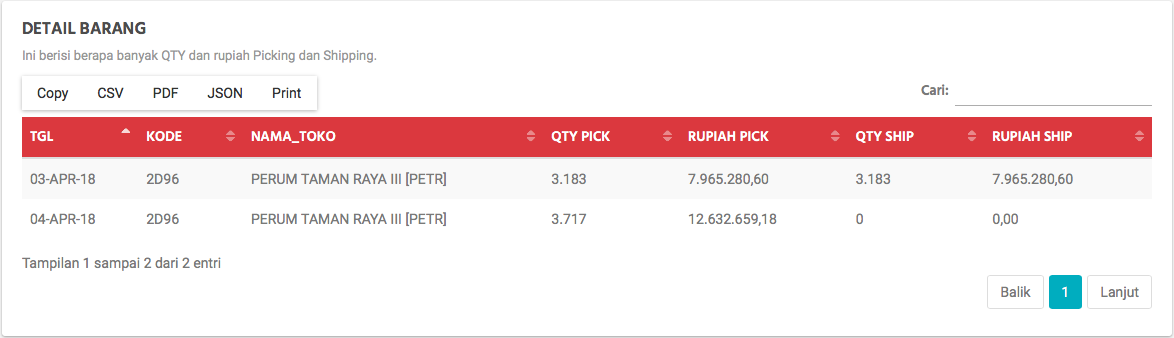 DETAIL BARANG
Ini berisi berapa banyak QTY dan rupiah Picking dan Shipping.
Copy CSV PDF JSON Print Cari:
TGL KODE NAMA_TOKO QTY PICK RUPIAH PICK QTY SHIP RUPIAH SHIP
03-APR-18 2D96 PERUM TAMAN RAYA III [PETR] 3.183 7.965.280,60 3.183 7.965.280,60
04-APR-18 2D96 PERUM TAMAN RAYA III [PETR] 3.717 12.632.659,18 0 0,00
Tampilan 1 sampai 2 dari 2 entri
Balik 1 Lanjut